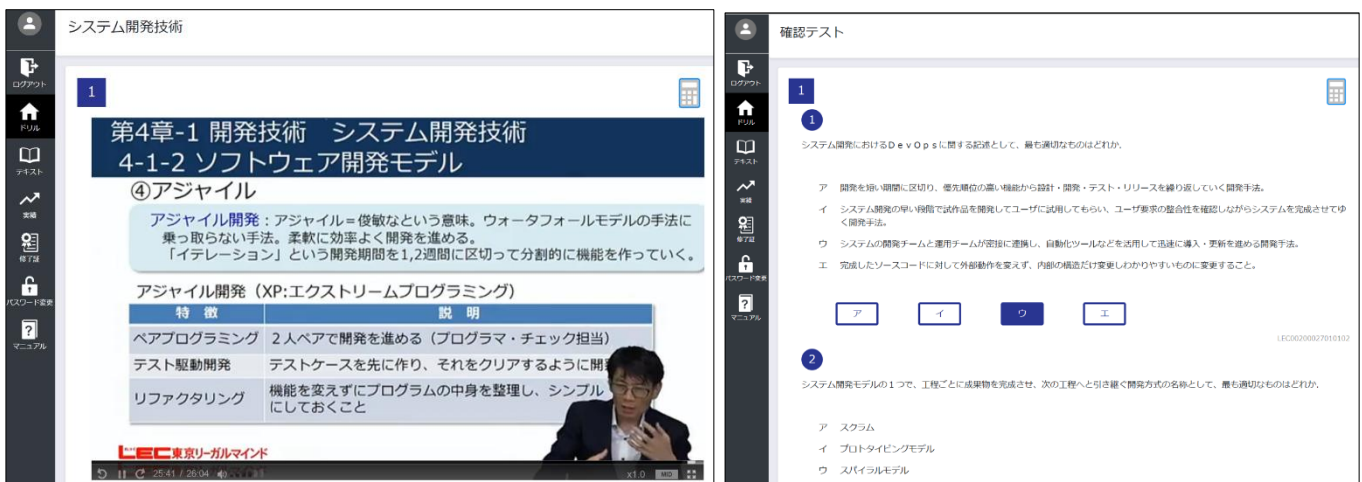 システム開発技術
ログアウト
ドリル
テキスト
実績
修了証
パスワード変更
マニュアル
1
第4章-1 開発技術 システム開発技術
4-1-2 ソフトウェア開発モデル
④アジャイル
アジャイル開発：アジャイル＝俊敏なという意味。ウォータフォールモデルの手法に
乗っ取らない手法。柔軟に効率よく開発を進める。
「イテレーション」という開発期間を1,2週間に区切って分割的に機能を作っていく。
アジャイル開発（XP:エクストリームプログラミング）
特 徴 説 明
ペアプログラミング ２人ペアで開発を進める（プログラマ・チェック担当）
テスト駆動開発 テストケースを先に作り、それをクリアするように開
リファクタリング 機能を変えずにプログラムの中身を整理し、シンプル
にしておくこと
LEC東京リーガルマインド
25:41 / 26:04
x1.0
確認テスト
ログアウト
ドリル
テキスト
実績
修了証
パスワード変更
マニュアル
1
1
システム開発におけるＤｅｖＯｐｓに関する記述として、最も適切なものはどれか.
ア 開発を短い期間に区切り、優先順位の高い機能から設計・開発・テスト・リリースを繰り返していく開発手法。
イ システム開発の早い段階で試作品を開発してユーザに試用してもらい、ユーザ要求の整合性を確認しながらシステムを完成させてゆ
く開発手法。
ウ システムの開発チームと運用チームが密接に連携し、自動化ツールなどを活用して迅速に導入・更新を進める開発手法。
エ 完成したソースコードに対して外部動作を変えず、内部の構造だけ変更しわかりやすいものに変更すること。
ア イ ウ エ
LEC00200027010102
2
システム開発モデルの１つで、工程ごとに成果物を完成させ、次の工程へと引き継ぐ開発方式の名称として、最も適切なものはどれか.
ア スクラム
イ プロトタイピングモデル
ウ スパイラルモデル